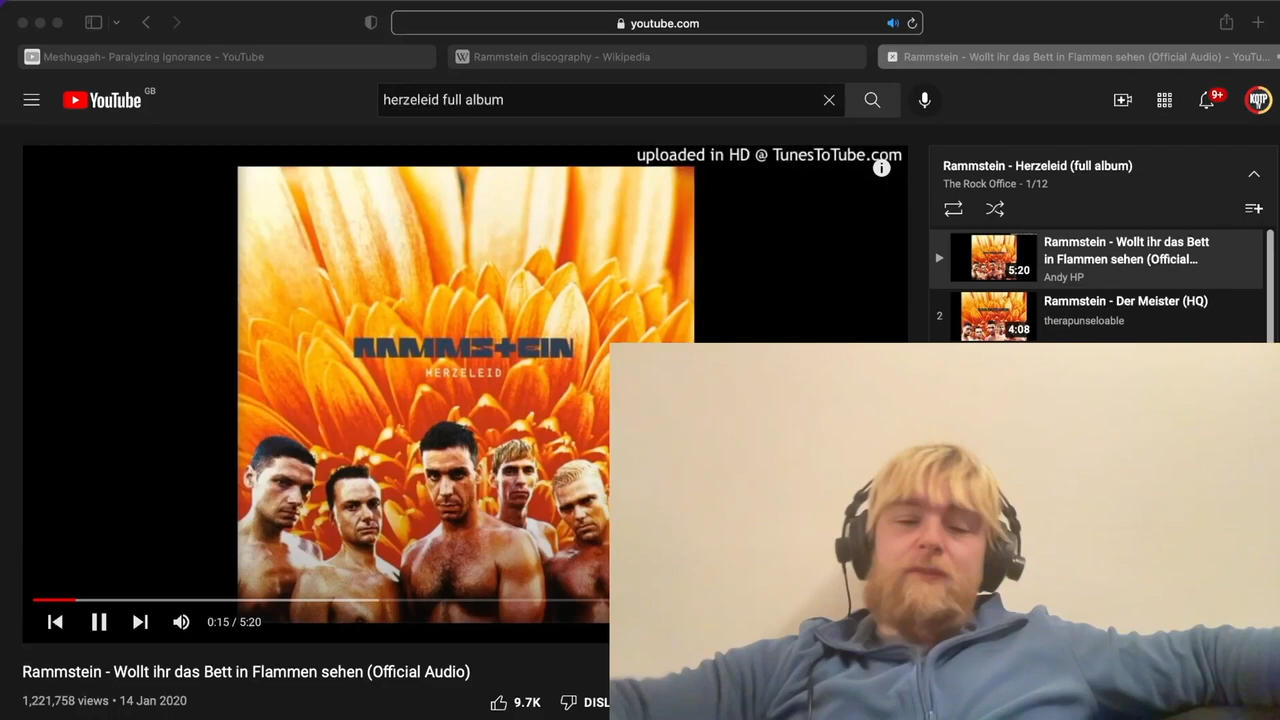 youtube.com
Meshuggah- Paralyzing Ignorance - YouTube
Rammstein discography - Wikipedia
Rammstein - Wollt ihr das Bett in Flammen sehen (Official Audio) - YouTu...
YouTube GB
herzeleid full album
9+
KQTP
uploaded in HD @ TunesToTube.com
RAMMSTEIN
HERZELEID
0:15 / 5:20
Rammstein - Wollt ihr das Bett in Flammen sehen (Official Audio)
1,221,758 views • 14 Jan 2020
9.7K
DISL
Rammstein - Herzeleid (full album)
The Rock Office - 1/12
Rammstein - Wollt ihr das Bett
in Flammen sehen (Official...
Andy HP
5:20
2
Rammstein - Der Meister (HQ)
therapunseloable
4:08